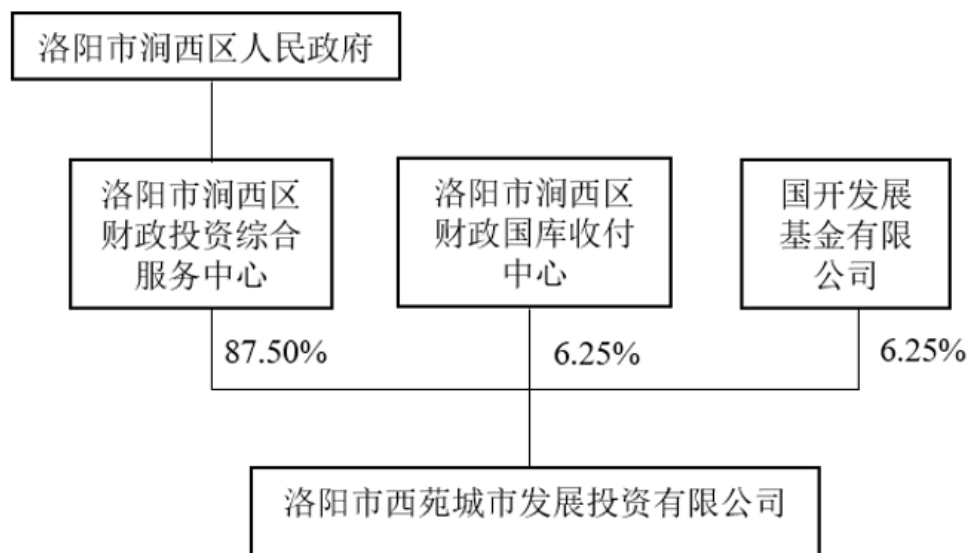 洛阳市涧西区人民政府
洛阳市涧西区
财政投资综合
服务中心
洛阳市涧西区
财政国库收付
中心
国开发展
基金有限
公司
87.50%
6.25%
6.25%
洛阳市西苑城市发展投资有限公司